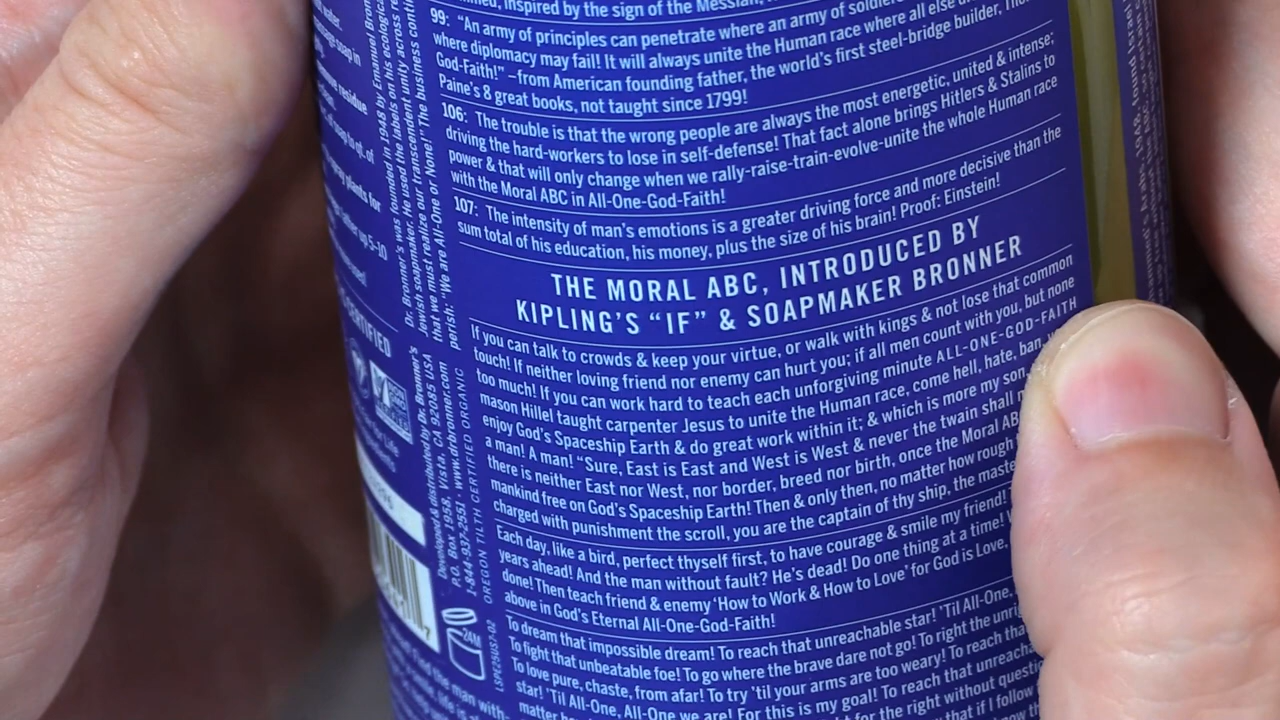 inspired by the sign of the Messiah,
99: “An army of principles can penetrate where an army of soldiers
where diplomacy may fail! It will always unite the Human race where all else
God-Faith!” –from American founding father, the world's first steel-bridge builder,
Paine's 8 great books, not taught since 1799!
106: The trouble is that the wrong people are always the most energetic, united & intense;
driving the hard-workers to lose in self-defense! That fact alone brings Hitlers & Stalins to
power & that will only change when we rally-raise-train-evolve-unite the whole Human race
with the Moral ABC in All-One-God-Faith!
107: The intensity of man's emotions is a greater driving force and more decisive than the
sum total of his education, his money, plus the size of his brain! Proof: Einstein!
THE MORAL ABC, INTRODUCED BY
KIPLING'S “IF” & SOAPMAKER BRONNER
If you can talk to crowds & keep your virtue, or walk with kings & not lose that common
touch! If neither loving friend nor enemy can hurt you; if all men count with you, but none
too much! If you can work hard to teach each unforgiving minute ALL-ONE-GOD-FAITH
mason Hillel taught carpenter Jesus to unite the Human race, come hell, hate, ban,
enjoy God's Spaceship Earth & do great work within it; & which is more my son,
a man! A man! “Sure, East is East and West is West & never the twain shall
there is neither East nor West, nor border, breed nor birth, once the Moral
mankind free on God's Spaceship Earth! Then & only then, no matter how rough
charged with punishment the scroll, you are the captain of thy ship, the
Each day, like a bird, perfect thyself first, to have courage & smile my friend!
years ahead! And the man without fault? He's dead! Do one thing at a time!
done! Then teach friend & enemy ‘How to Work & How to Love’ for God is Love,
above in God's Eternal All-One-God-Faith!
To dream that impossible dream! To reach that unreachable star! ’Til All-One,
To fight that unbeatable foe! To go where the brave dare not go! To right the
To love pure, chaste, from afar! To try ’til your arms are too weary! To reach
star! ’Til All-One, All-One we are! For this is my goal! To reach that
for the right without
that if I follow
Dr. Bronner's was founded in 1948 by Emanuel
Jewish soapmaker. He used the labels on his ecological
that we must realize our transcendent unity across
perish: “We are All-One or None!” The business
Developed & distributed by Dr. Bronner's
P.O. Box 1958, Vista, CA 92085 USA
1-844-937-2551 · www.drbronner.com
OREGON TILTH CERTIFIED ORGANIC
24M
CERTIFIED
residue
plants for
5-10
7